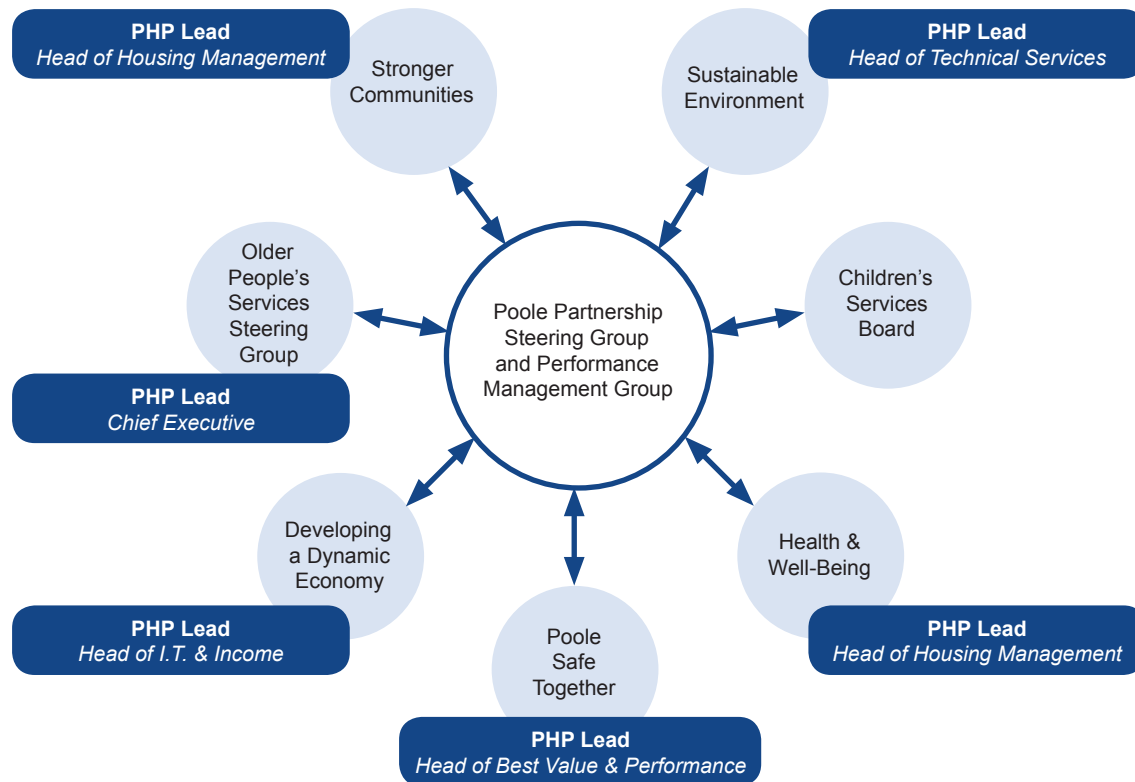 PHP Lead
Head of Housing Management
Stronger
Communities
Sustainable
Environment
PHP Lead
Head of Technical Services
Older
People’s
Services
Steering
Group
PHP Lead
Chief Executive
Poole Partnership
Steering Group
and Performance
Management Group
Children’s
Services
Board
Developing
a Dynamic
Economy
PHP Lead
Head of I.T. & Income
Health &
Well-Being
PHP Lead
Head of Housing Management
Poole
Safe
Together
PHP Lead
Head of Best Value & Performance